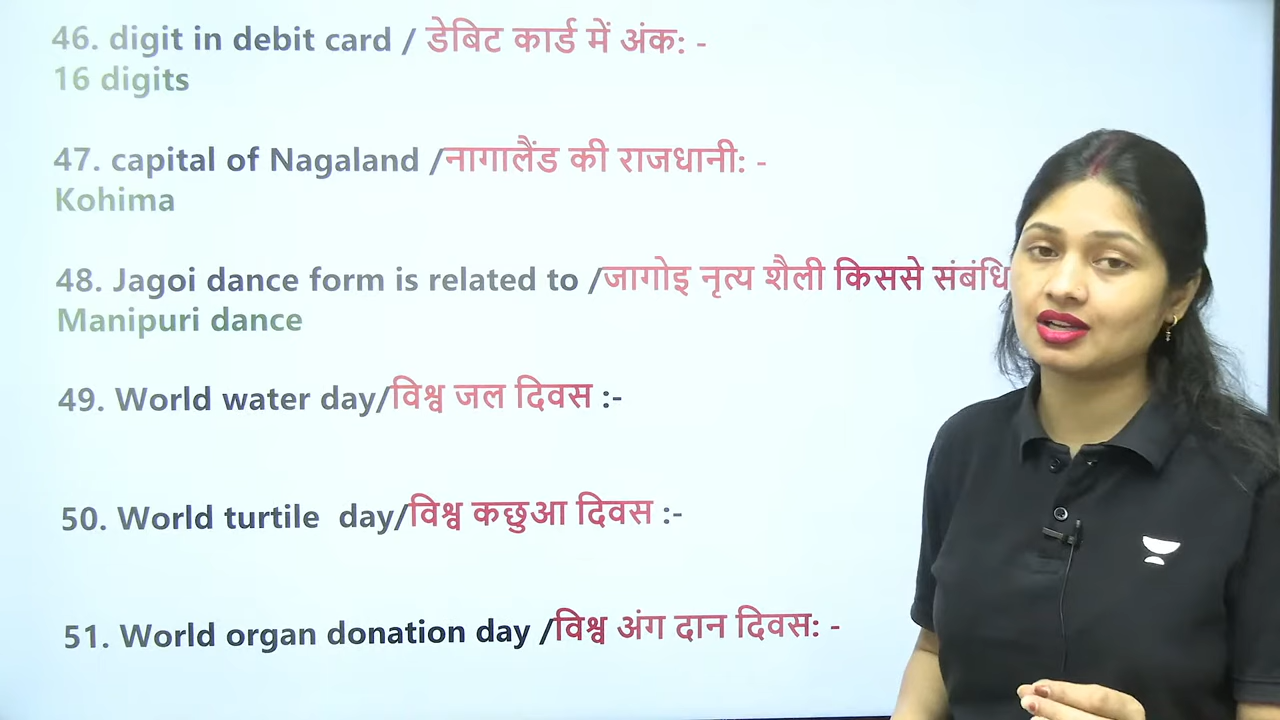 46. digit in debit card / डेबिट कार्ड में अंक: -
16 digits
47. capital of Nagaland /नागालैंड की राजधानी: -
Kohima
48. Jagoi dance form is related to /जागोइ नृत्य शैली किससे संबंधि
Manipuri dance
49. World water day/विश्व जल दिवस :-
50. World turtile day/विश्व कछुआ दिवस :-
51. World organ donation day /विश्व अंग दान दिवस: -